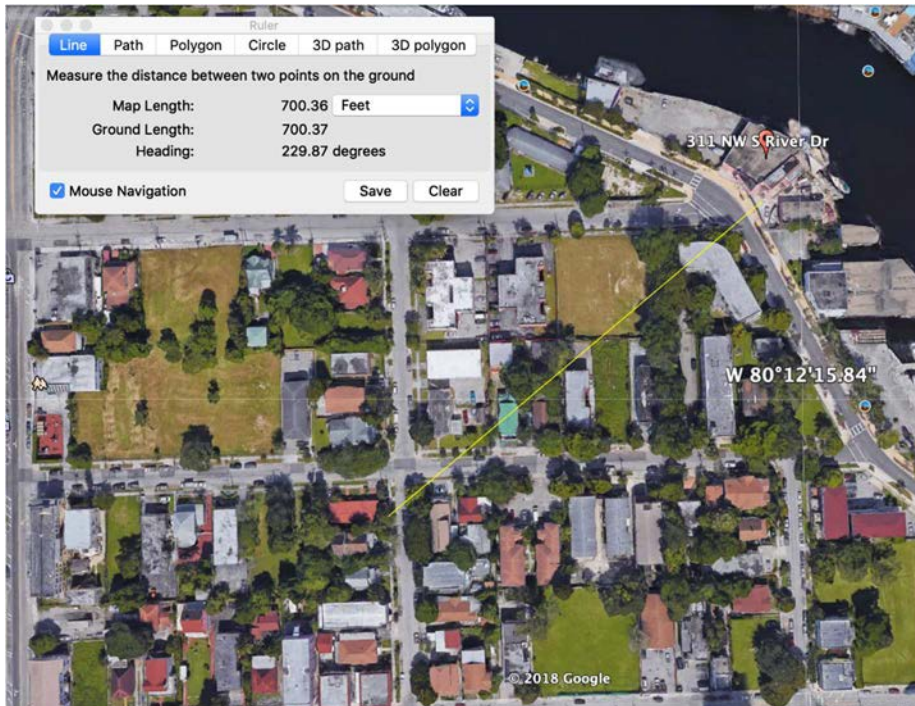 Ruler
Line Path Polygon Circle 3D path 3D polygon
Measure the distance between two points on the ground
Map Length: 700.36 Feet
Ground Length: 700.37
Heading: 229.87 degrees
Mouse Navigation Save Clear
311 NW S River Dr
W 80°12'15.84"
© 2018 Google